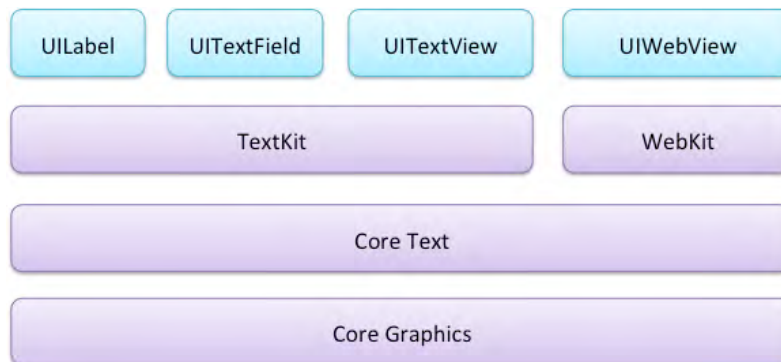 UILabel UITextField UITextView UIWebView
TextKit WebKit
Core Text
Core Graphics